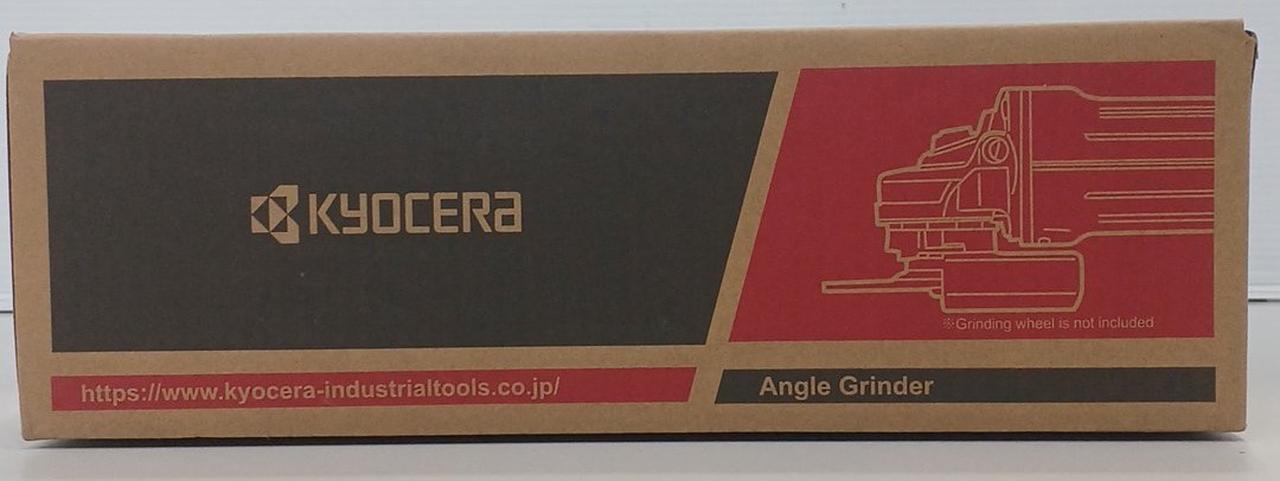 KYOCERA
※Grinding wheel is not included
https://www.kyocera-industrialtools.co.jp/
Angle Grinder